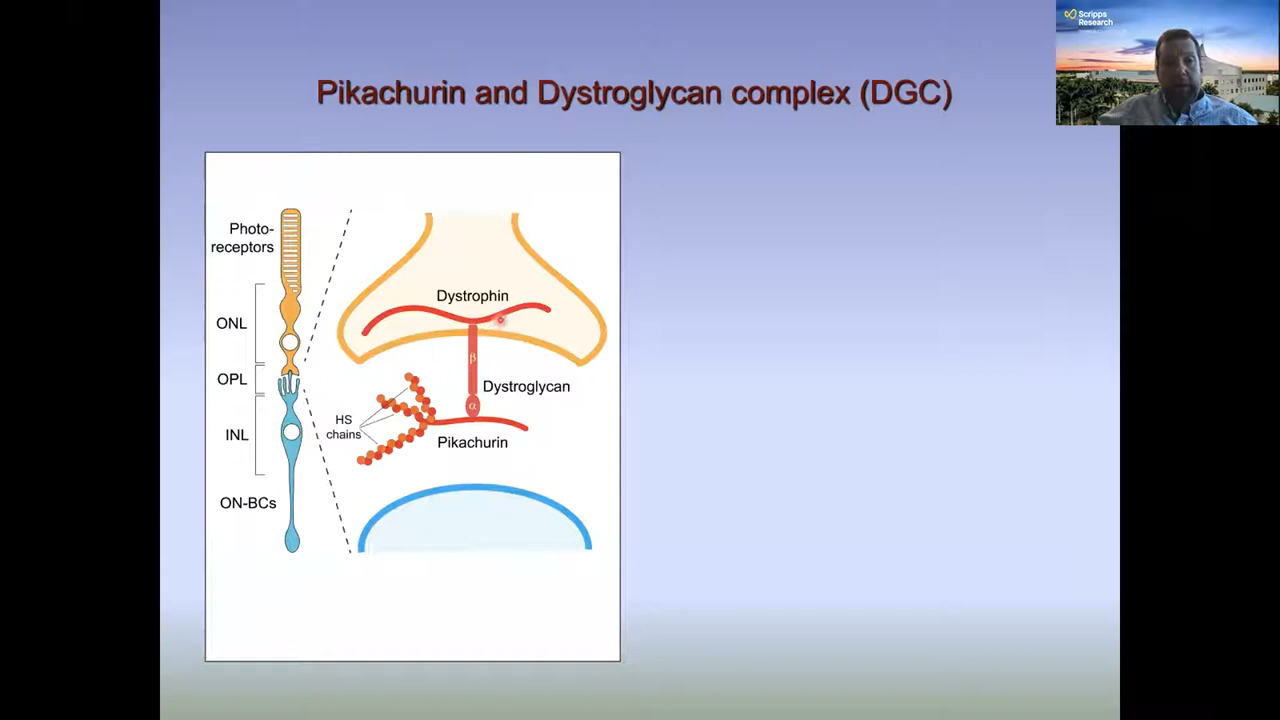 Scripps
Research
Pikachurin and Dystroglycan complex (DGC)
Photo-
receptors
ONL
OPL
INL
ON-BCs
Dystrophin
β
Dystroglycan
α
HS
chains
Pikachurin